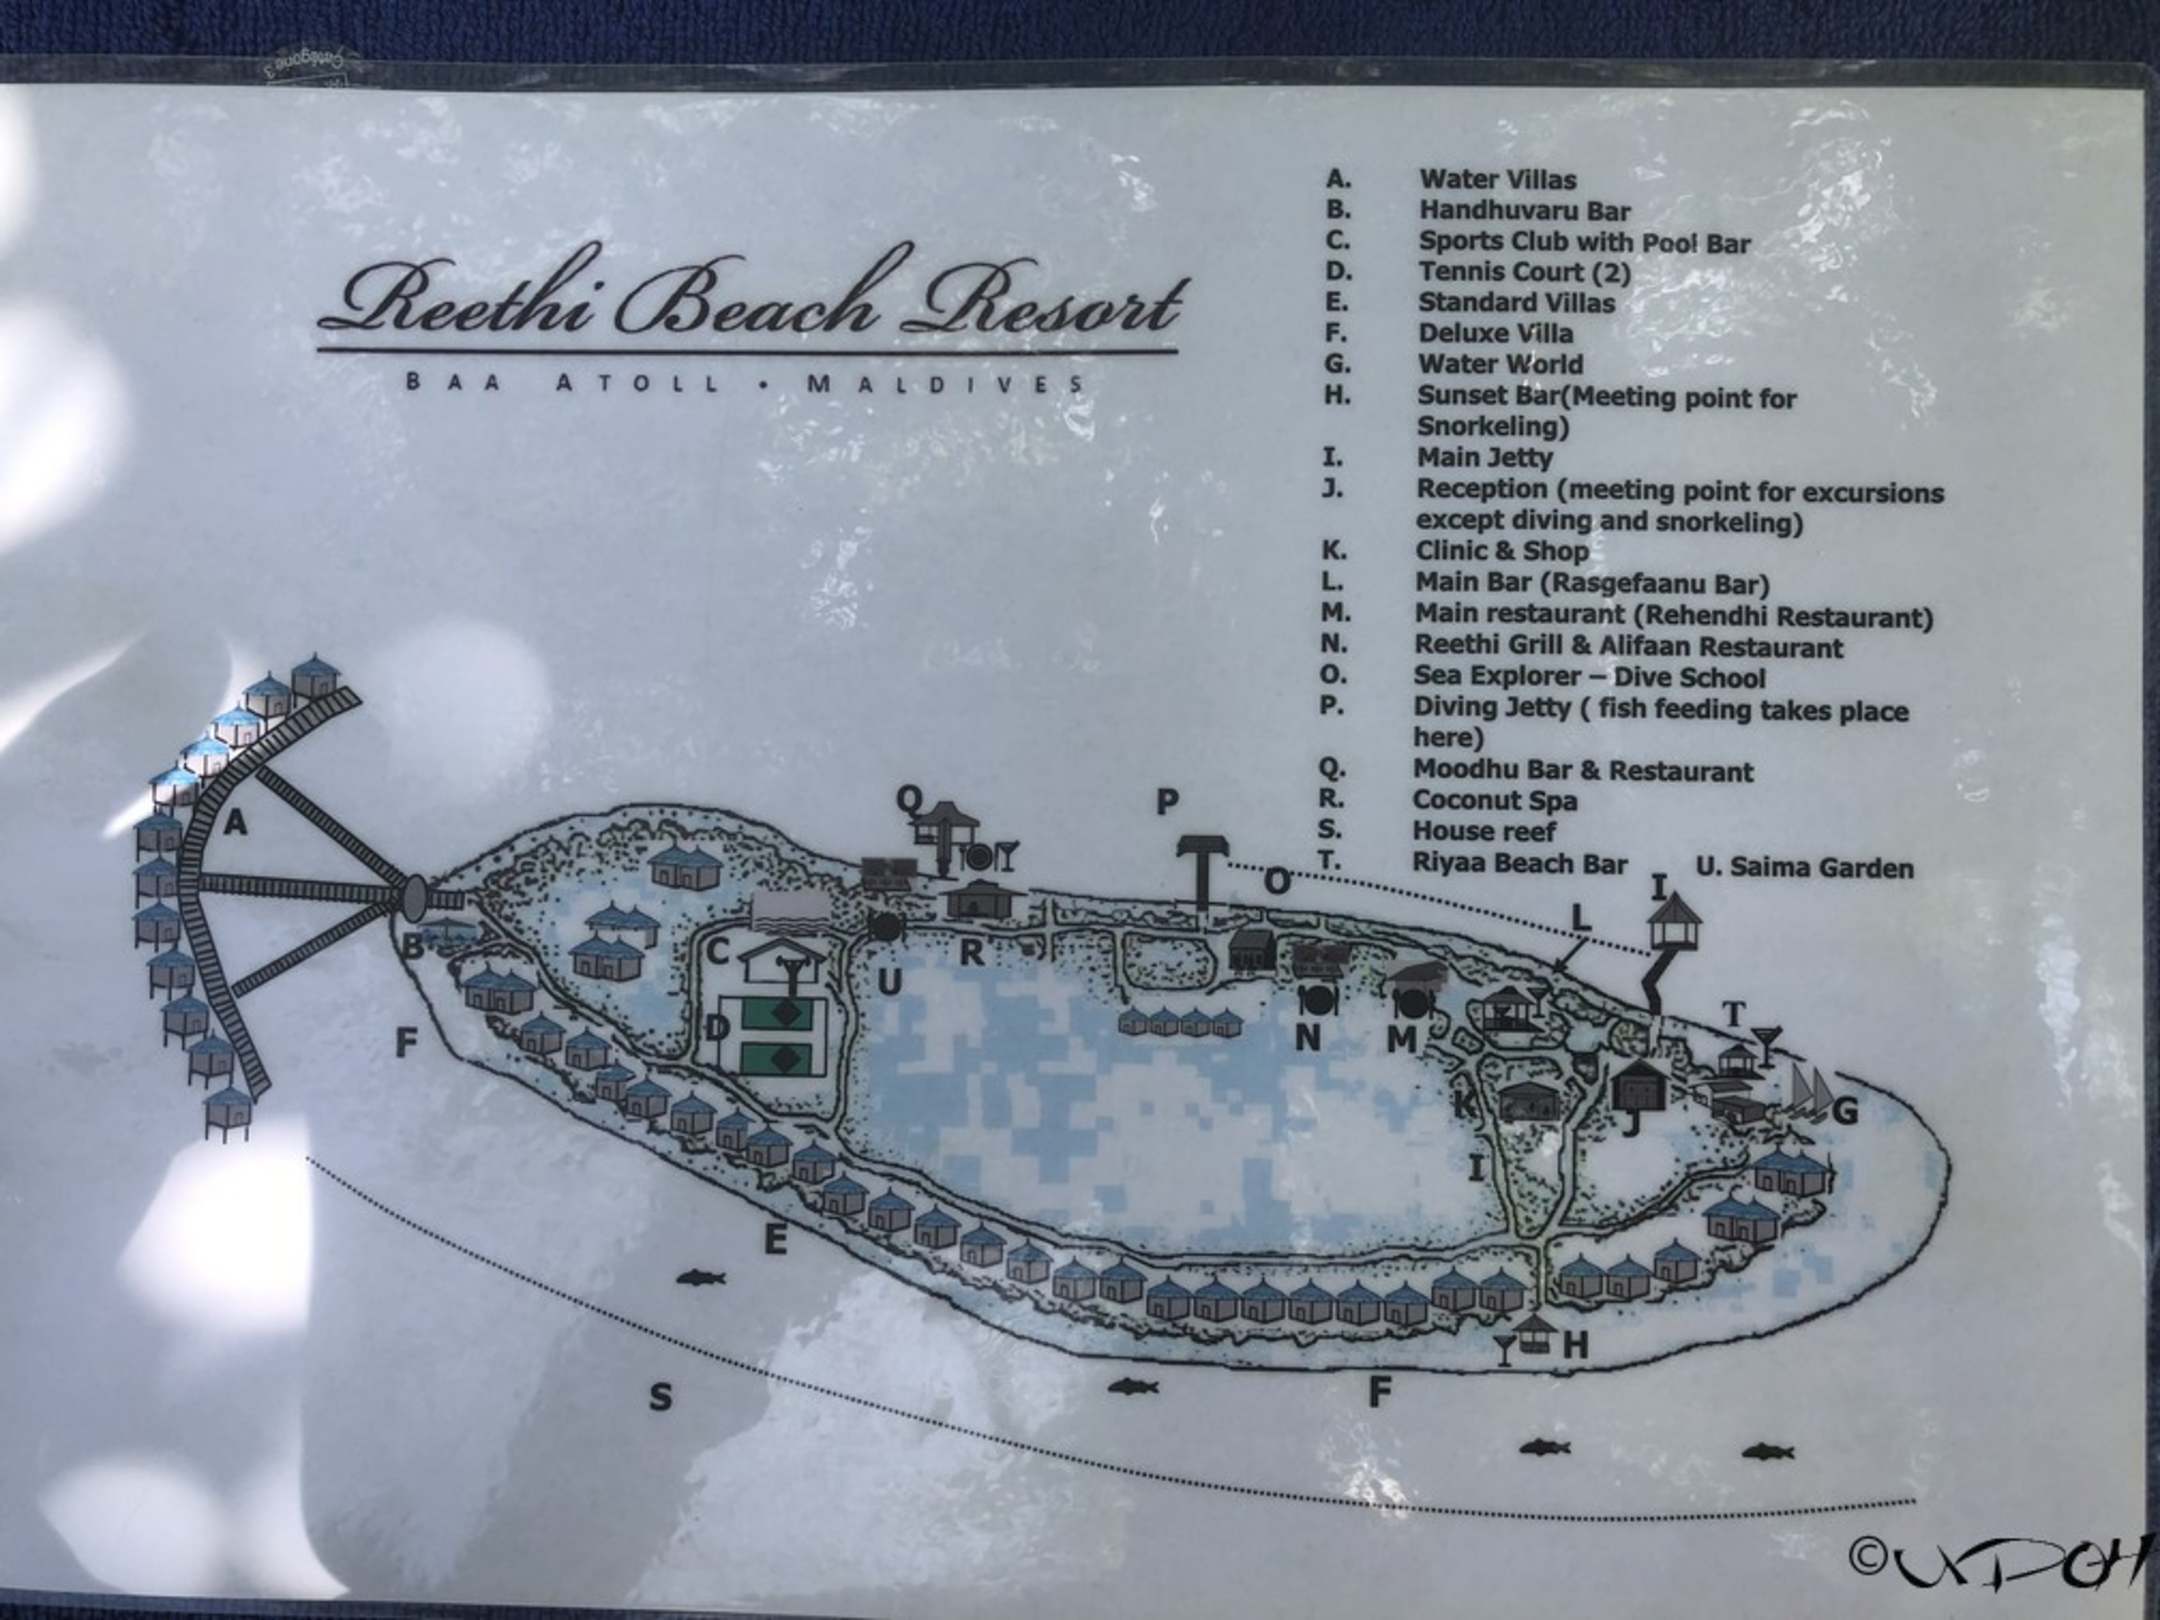 Catégorie 3
Reethi Beach Resort
BAA ATOLL • MALDIVES
A. Water Villas
B. Handhuvaru Bar
C. Sports Club with Pool Bar
D. Tennis Court (2)
E. Standard Villas
F. Deluxe Villa
G. Water World
H. Sunset Bar(Meeting point for
Snorkeling)
I. Main Jetty
J. Reception (meeting point for excursions
except diving and snorkeling)
K. Clinic & Shop
L. Main Bar (Rasgefaanu Bar)
M. Main restaurant (Rehendhi Restaurant)
N. Reethi Grill & Alifaan Restaurant
O. Sea Explorer – Dive School
P. Diving Jetty ( fish feeding takes place
here)
Q. Moodhu Bar & Restaurant
R. Coconut Spa
S. House reef
T. Riyaa Beach Bar U. Saima Garden
Q
P
A
O
I
L
B
C
R
U
F
D
N
M
T
K
J
G
I
E
H
S
F
©UDOH